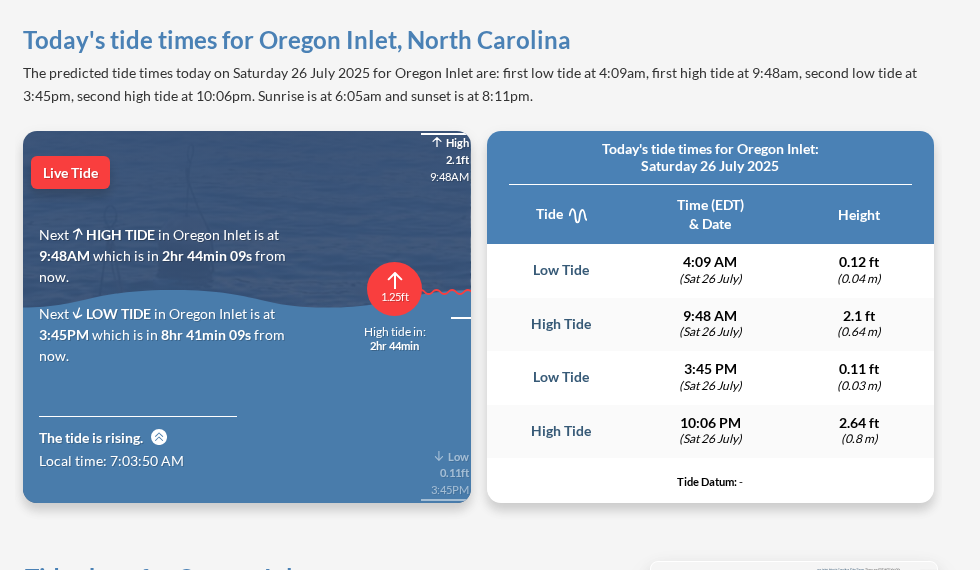 Today's tide times for Oregon Inlet, North Carolina
The predicted tide times today on Saturday 26 July 2025 for Oregon Inlet are: first low tide at 4:09am, first high tide at 9:48am, second low tide at
3:45pm, second high tide at 10:06pm. Sunrise is at 6:05am and sunset is at 8:11pm.
Live Tide
↑ High
2.1ft
9:48AM
Next ↑ HIGH TIDE in Oregon Inlet is at
9:48AM which is in 2hr 44min 09s from
now.
Next ↓ LOW TIDE in Oregon Inlet is at
3:45PM which is in 8hr 41min 09s from
now.
1.25ft
High tide in:
2hr 44min
The tide is rising.
Local time: 7:03:50 AM
↓ Low
0.11ft
3:45PM
Today's tide times for Oregon Inlet:
Saturday 26 July 2025
Tide
Time (EDT)
& Date
Height
Low Tide
4:09 AM
(Sat 26 July)
0.12 ft
(0.04 m)
High Tide
9:48 AM
(Sat 26 July)
2.1 ft
(0.64 m)
Low Tide
3:45 PM
(Sat 26 July)
0.11 ft
(0.03 m)
High Tide
10:06 PM
(Sat 26 July)
2.64 ft
(0.8 m)
Tide Datum: -